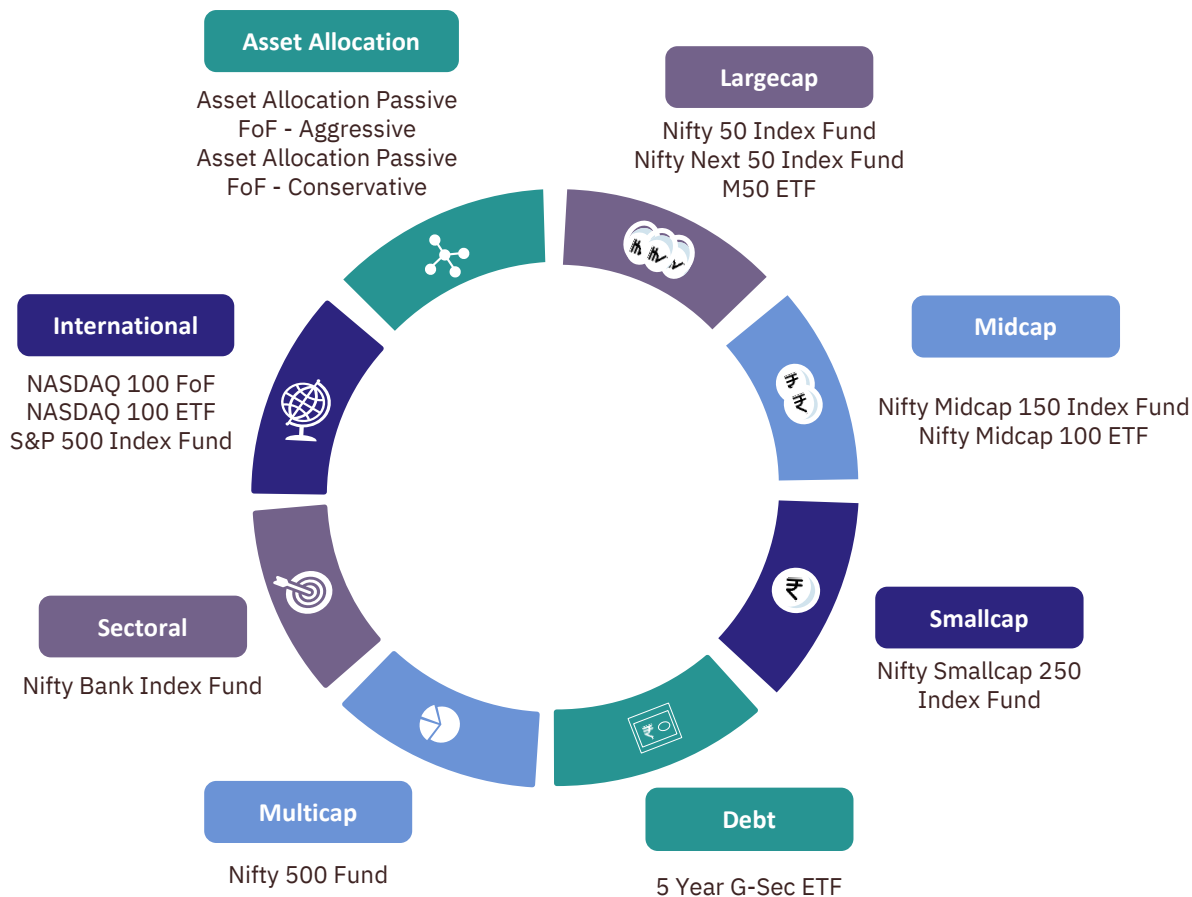 Asset Allocation
Asset Allocation Passive
FoF - Aggressive
Asset Allocation Passive
FoF - Conservative
Largecap
Nifty 50 Index Fund
Nifty Next 50 Index Fund
M50 ETF
International
NASDAQ 100 FoF
NASDAQ 100 ETF
S&P 500 Index Fund
Midcap
Nifty Midcap 150 Index Fund
Nifty Midcap 100 ETF
Sectoral
Nifty Bank Index Fund
Smallcap
Nifty Smallcap 250
Index Fund
Multicap
Nifty 500 Fund
Debt
5 Year G-Sec ETF